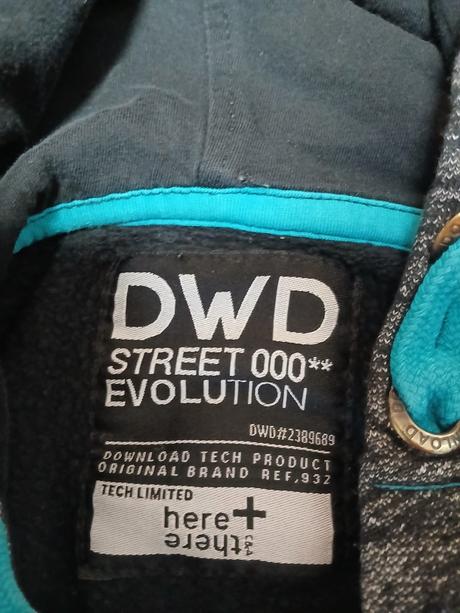 DWD
STREET 000**
EVOLUTION
DWD#2389689
DOWNLOAD TECH PRODUCT
ORIGINAL BRAND REF,932
TECH LIMITED
here+
there
C&A